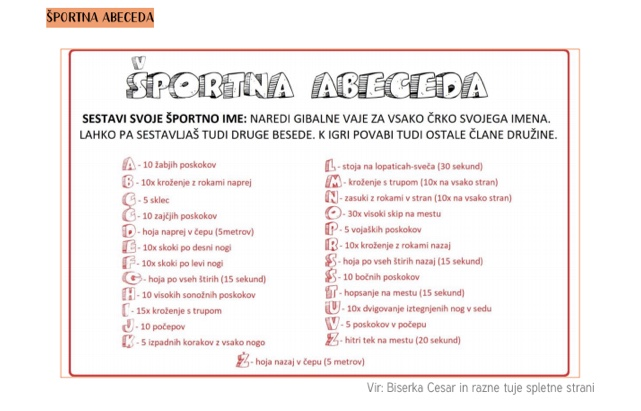 ŠPORTNA ABECEDA
ŠPORTNA ABECEDA
SESTAVI SVOJE ŠPORTNO IME: NAREDI GIBALNE VAJE ZA VSAKO ČRKO SVOJEGA IMENA.
LAHKO PA SESTAVLJAŠ TUDI DRUGE BESEDE. K IGRI POVABI TUDI OSTALE ČLANE DRUŽINE.
A - 10 žabjih poskokov
B - 10x kroženje z rokami naprej
C - 5 sklec
Č - 10 zajčjih poskokov
D - hoja naprej v čepu (5metrov)
E - 10x skoki po desni nogi
F - 10x skoki po levi nogi
G - hoja po vseh štirih (15 sekund)
H - 10 visokih sonožnih poskokov
I - 15x kroženje s trupom
J - 10 počepov
K - 5 izpadnih korakov z vsako nogo
L - stoja na lopaticah-sveča (30 sekund)
M - kroženje s trupom (10x na vsako stran)
N - zasuki z rokami v stran (10x na vsako stran)
O - 30x visoki skip na mestu
P - 5 vojaških poskokov
R - 10x kroženje z rokami nazaj
S - hoja po vseh štirih nazaj (15 sekund)
Š - 10 bočnih poskokov
T - hopsanje na mestu (15 sekund)
U - 10x dvigovanje iztegnjenih nog v sedu
V - 5 poskokov v počepu
Z - hitri tek na mestu (20 sekund)
Ž - hoja nazaj v čepu (5 metrov)
Vir: Biserka Cesar in razne tuje spletne strani